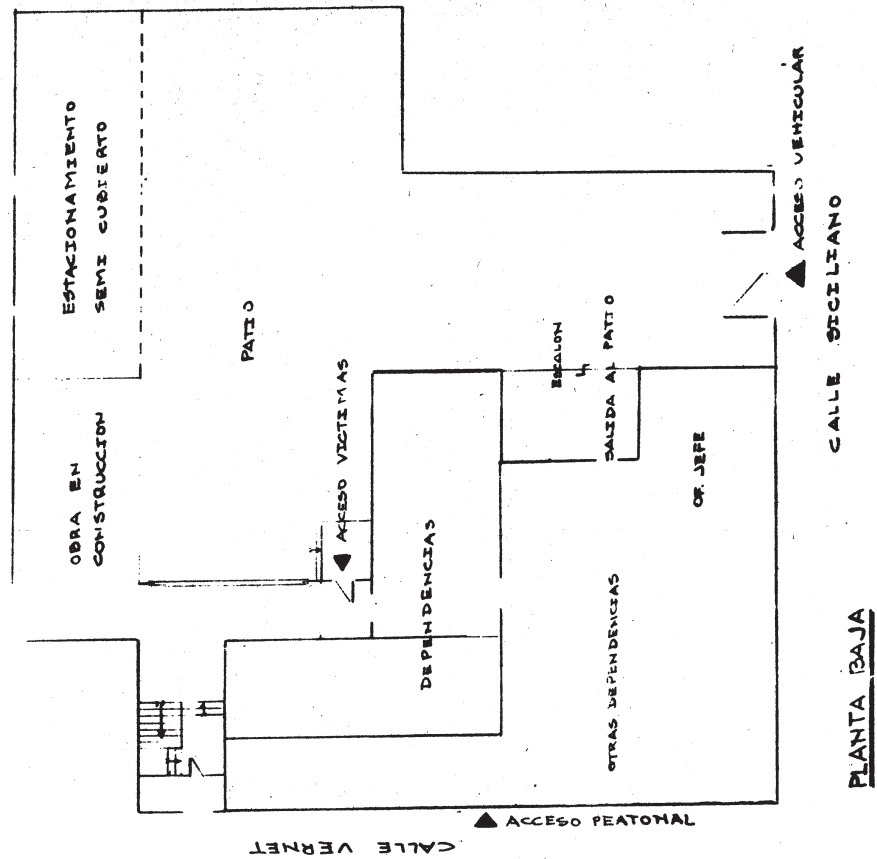 ESTACIONAMIENTO
SEMI CUBIERTO
OBRA EN
CONSTRUCCION
PATIO
ACCESO VICTIMAS
DEPENDENCIAS
ESCALON
SALIDA AL PATIO
OF. JEFE
OTRAS DEPENDENCIAS
ACCESO VEHICULÁR
CALLE SICILIANO
ACCESO PEATONAL
CALLE VERNET
PLANTA BAJA